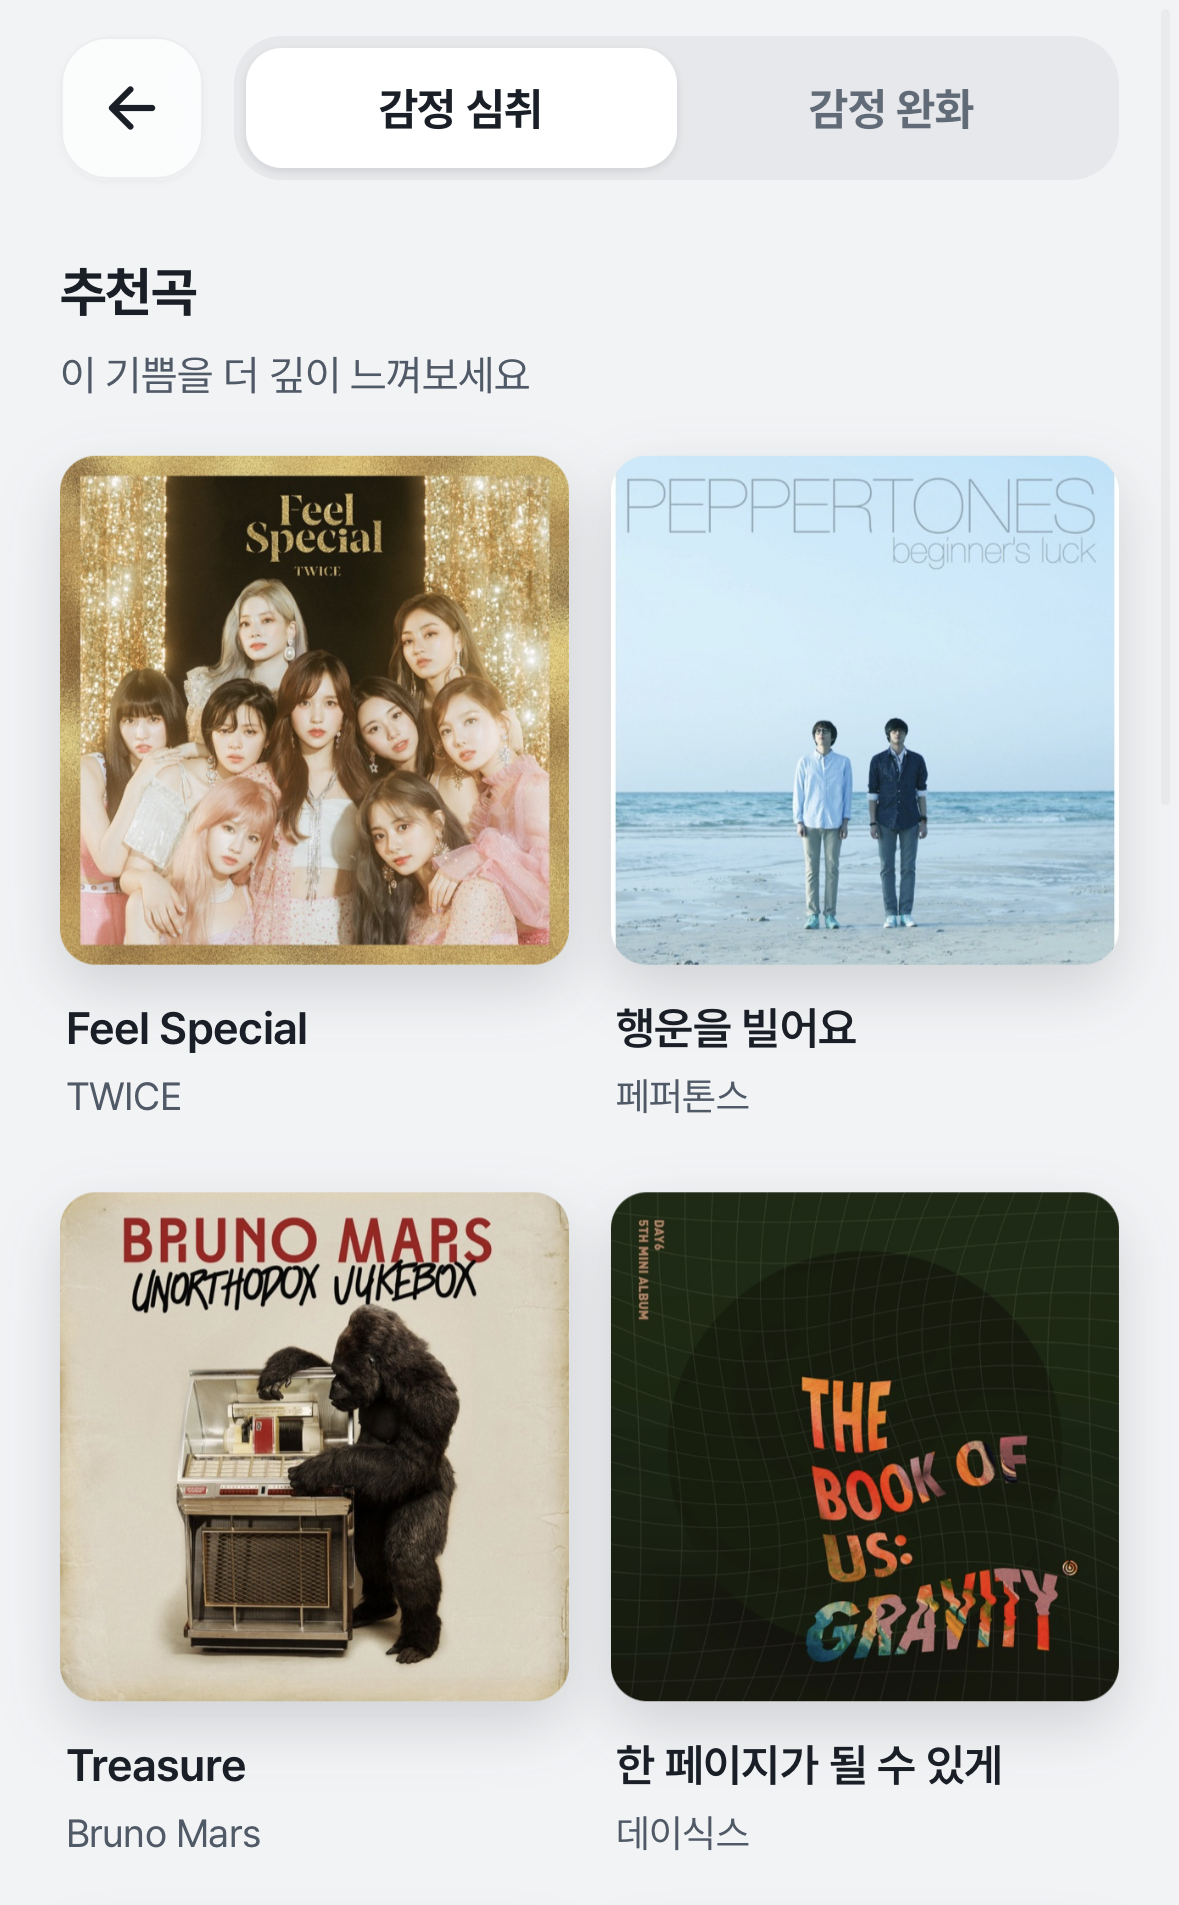 감정 심취
감정 완화
추천곡
이 기쁨을 더 깊이 느껴보세요
Feel
Special
TWICE
PEPPERTONES
beginner's luck
Feel Special
TWICE
행운을 빌어요
페퍼톤스
BRUNO MARS
UNORTHODOX JUKEBOX
DAY6
5TH MINI ALBUM
THE
BOOK OF
US:
GRAVITY
Treasure
Bruno Mars
한 페이지가 될 수 있게
데이식스